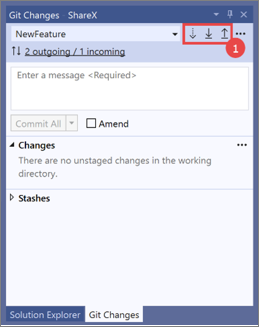 Git Changes ShareX
NewFeature
1
2 outgoing / 1 incoming
Enter a message <Required>
Commit All
Amend
Changes
There are no unstaged changes in the working
directory.
Stashes
Solution Explorer Git Changes